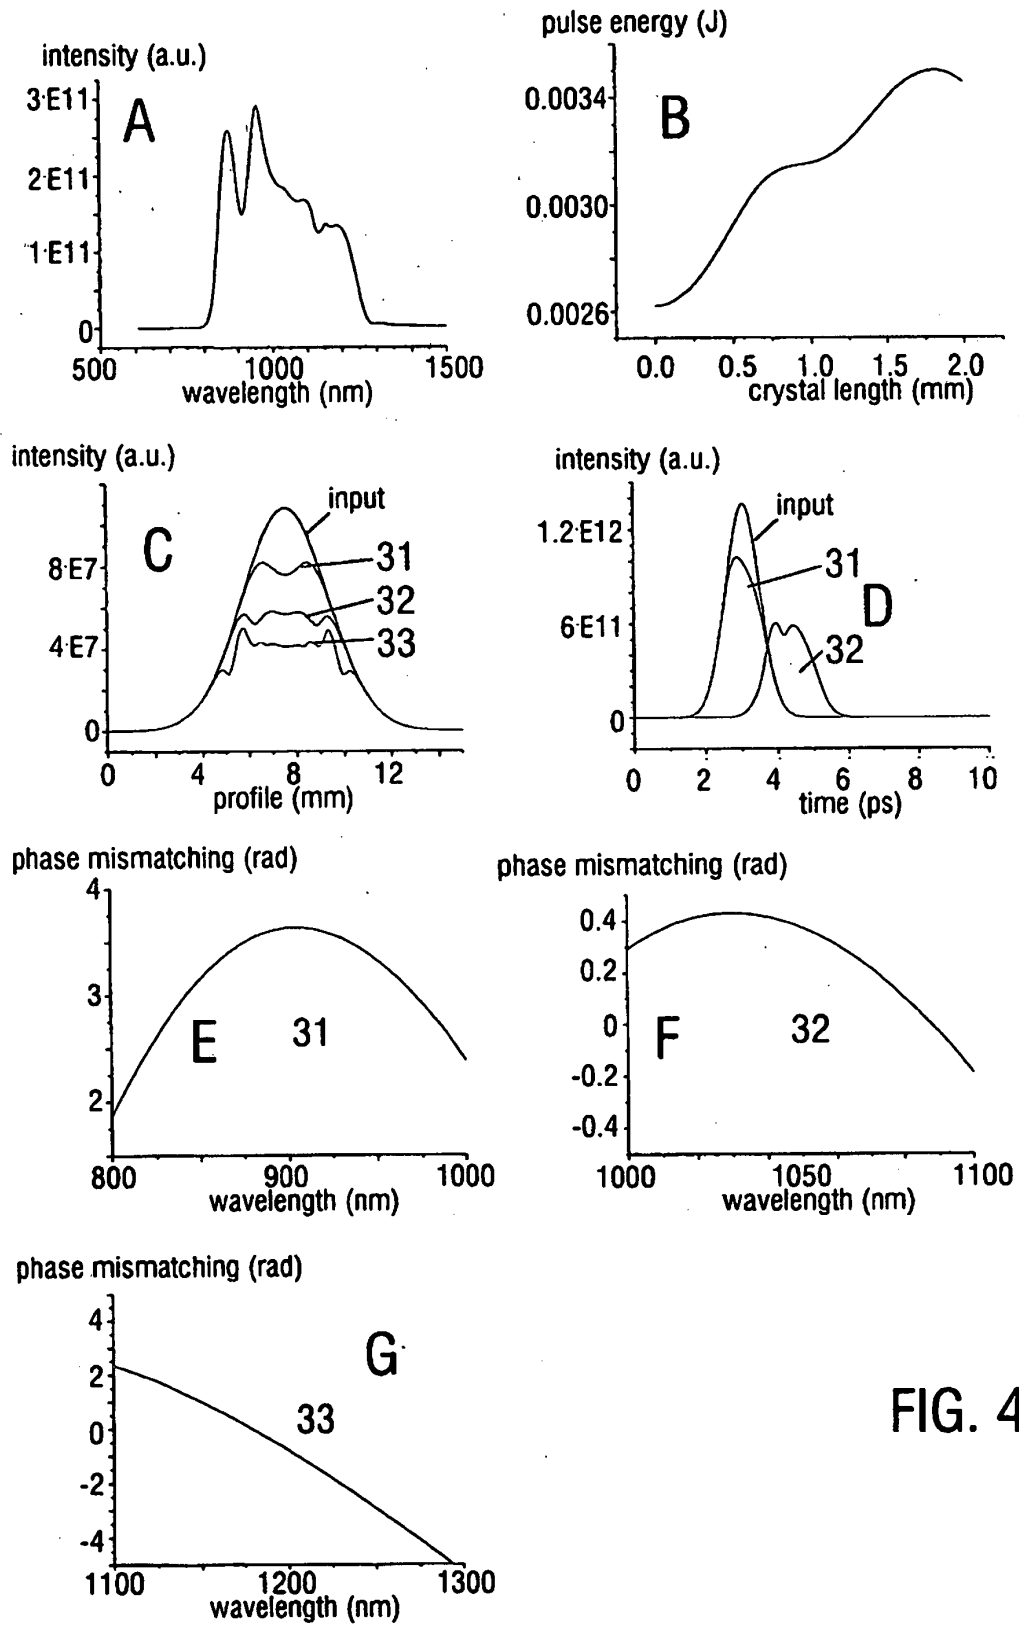 intensity (a.u.)
A
3·E11
2·E11
1·E11
0
500 1000 1500
wavelength (nm)
pulse energy (J)
B
0.0034
0.0030
0.0026
0.0 0.5 1.0 1.5 2.0
crystal length (mm)
intensity (a.u.)
C
input
31
32
33
8·E7
4·E7
0
0 4 8 12
profile (mm)
intensity (a.u.)
input
1.2·E12
31
D
6·E11
32
0
0 2 4 6 8 10
time (ps)
phase mismatching (rad)
4
3
2
E
31
800 900 1000
wavelength (nm)
phase mismatching (rad)
0.4
0.2
0
-0.2
-0.4
F
32
1000 1050 1100
wavelength (nm)
phase mismatching (rad)
4
2
0
-2
-4
G
33
1100 1200 1300
wavelength (nm)
FIG. 4